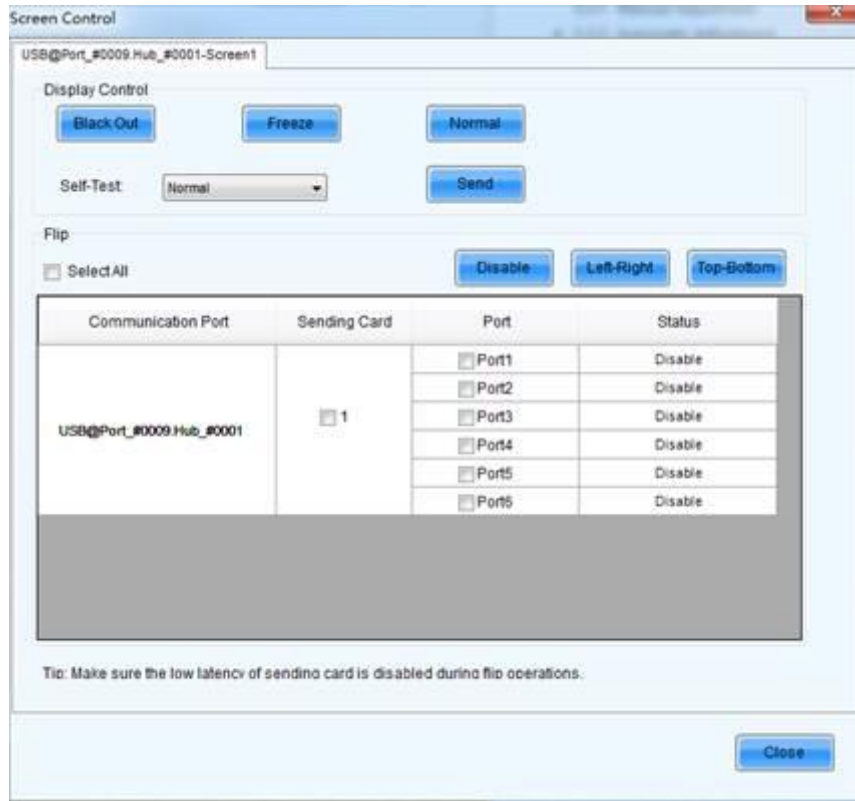 Screen Control
USB@Port_#0009.Hub_#0001-Screen1
Display Control
Black Out Freeze Normal
Self-Test Normal Send
Flip
Select All Disable Left-Right Top-Bottom
Communication Port Sending Card Port Status
Port1 Disable
Port2 Disable
USB@Port_#0009.Hub_#0001 1 Port3 Disable
Port4 Disable
Port5 Disable
Port6 Disable
Tip: Make sure the low latency of sending card is disabled during flip operations.
Close